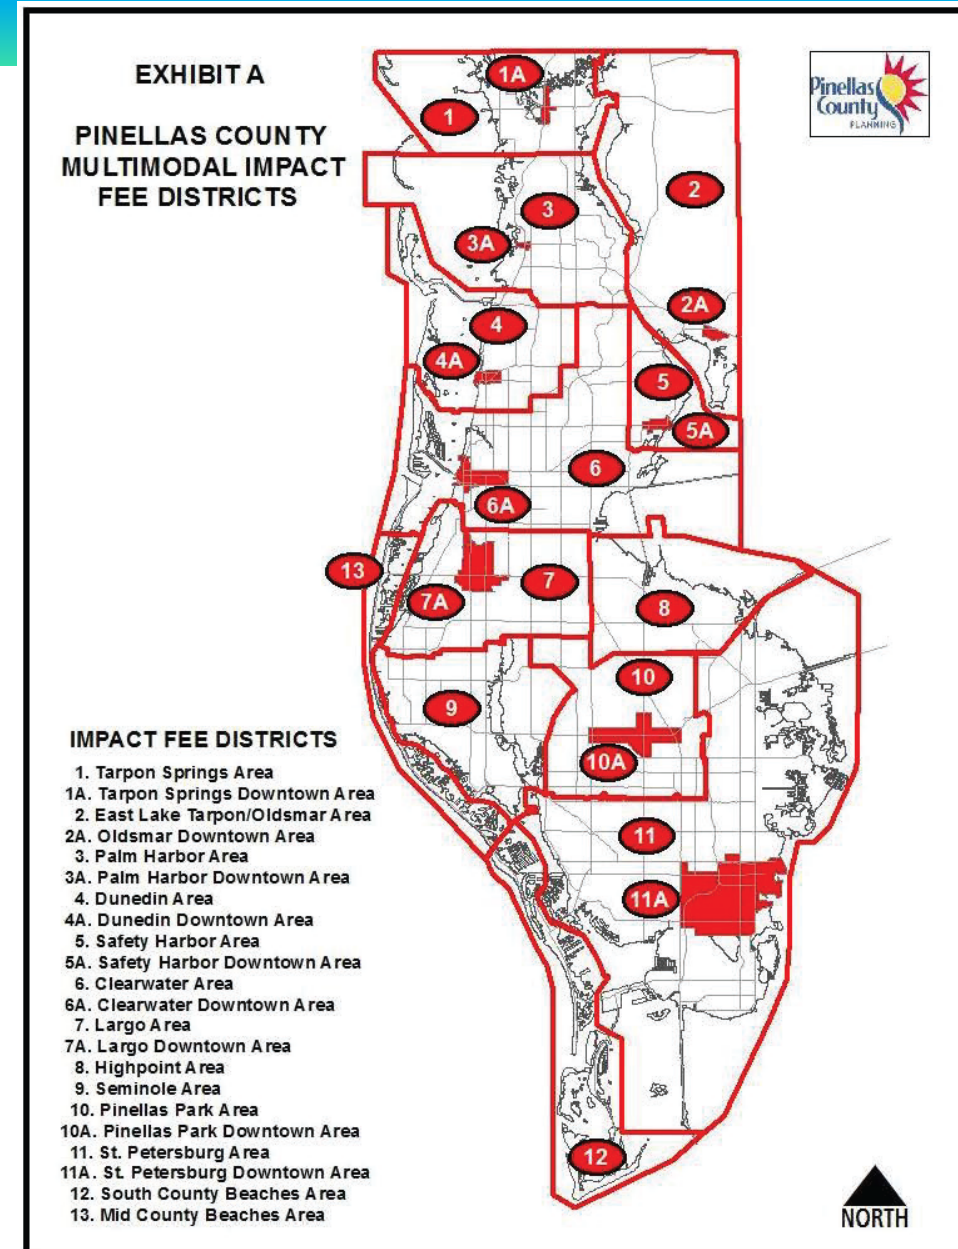 EXHIBIT A
PINELLAS COUNTY
MULTIMODAL IMPACT
FEE DISTRICTS
Pinellas
County
PLANNING
1A
1
2
3
3A
2A
4
4A
5
5A
6
6A
13
7
7A
8
10
9
10A
11
11A
12
IMPACT FEE DISTRICTS
1. Tarpon Springs Area
1A. Tarpon Springs Downtown Area
2. East Lake Tarpon/Oldsmar Area
2A. Oldsmar Downtown Area
3. Palm Harbor Area
3A. Palm Harbor Downtown Area
4. Dunedin Area
4A. Dunedin Downtown Area
5. Safety Harbor Area
5A. Safety Harbor Downtown Area
6. Clearwater Area
6A. Clearwater Downtown Area
7. Largo Area
7A. Largo Downtown Area
8. Highpoint Area
9. Seminole Area
10. Pinellas Park Area
10A. Pinellas Park Downtown Area
11. St. Petersburg Area
11A. St. Petersburg Downtown Area
12. South County Beaches Area
13. Mid County Beaches Area
NORTH